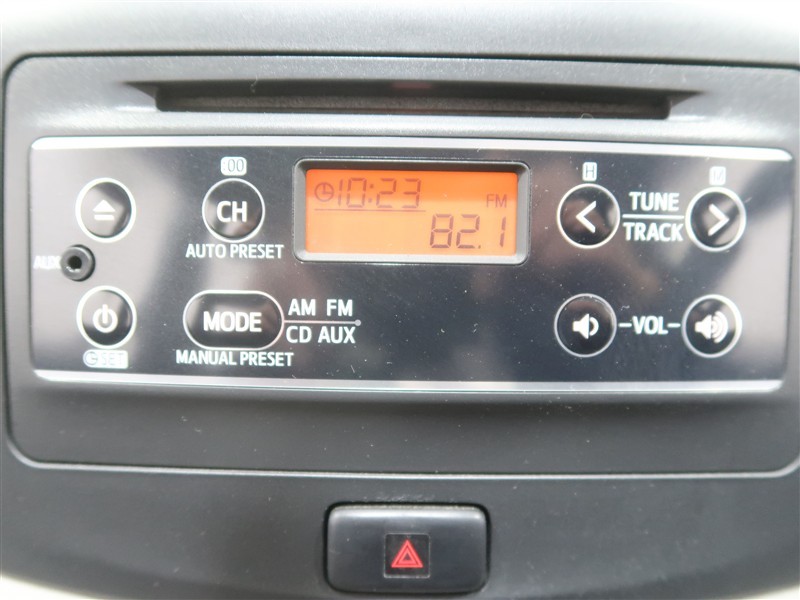 :00
H
M
10:23
FM
82.1
CH
AUTO PRESET
TUNE
TRACK
AUX
MODE
AM FM
CD AUX
MANUAL PRESET
SET
-VOL-